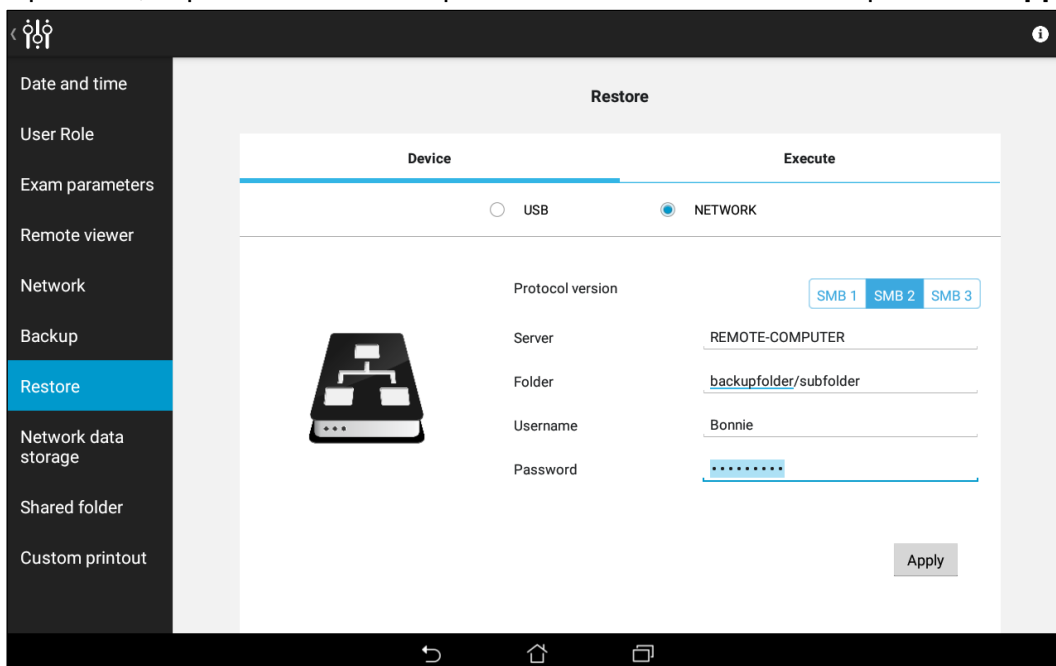 Date and time
User Role
Exam parameters
Remote viewer
Network
Backup
Restore
Network data
storage
Shared folder
Custom printout
Restore
Device Execute
USB NETWORK
Protocol version SMB 1 SMB 2 SMB 3
Server REMOTE-COMPUTER
Folder backupfolder/subfolder
Username Bonnie
Password •••••••••
Apply